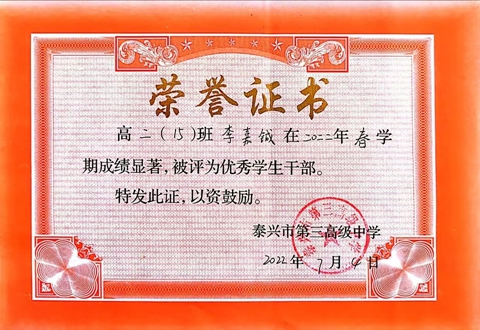 荣誉证书
高二(15)班 李嘉钺 在2022年春学
期成绩显著，被评为优秀学生干部。
特发此证，以资鼓励。
泰兴市第三高级中学
2022年7月4日